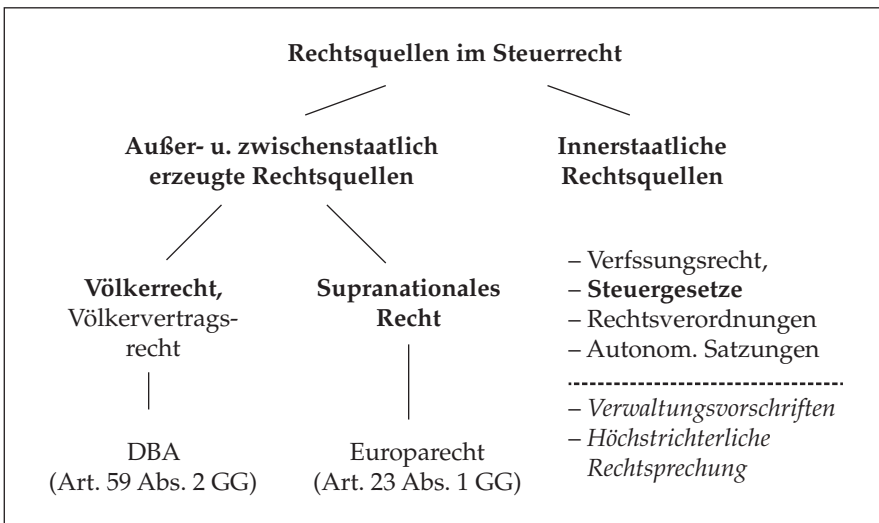 Rechtsquellen im Steuerrecht
Außer- u. zwischenstaatlich
erzeugte Rechtsquellen
Innerstaatliche
Rechtsquellen
Völkerrecht,
Völkervertrags-
recht
Supranationales
Recht
– Verfssungsrecht,
– Steuergesetze
– Rechtsverordnungen
– Autonom. Satzungen
– Verwaltungsvorschriften
– Höchstrichterliche
Rechtsprechung
DBA
(Art. 59 Abs. 2 GG)
Europarecht
(Art. 23 Abs. 1 GG)